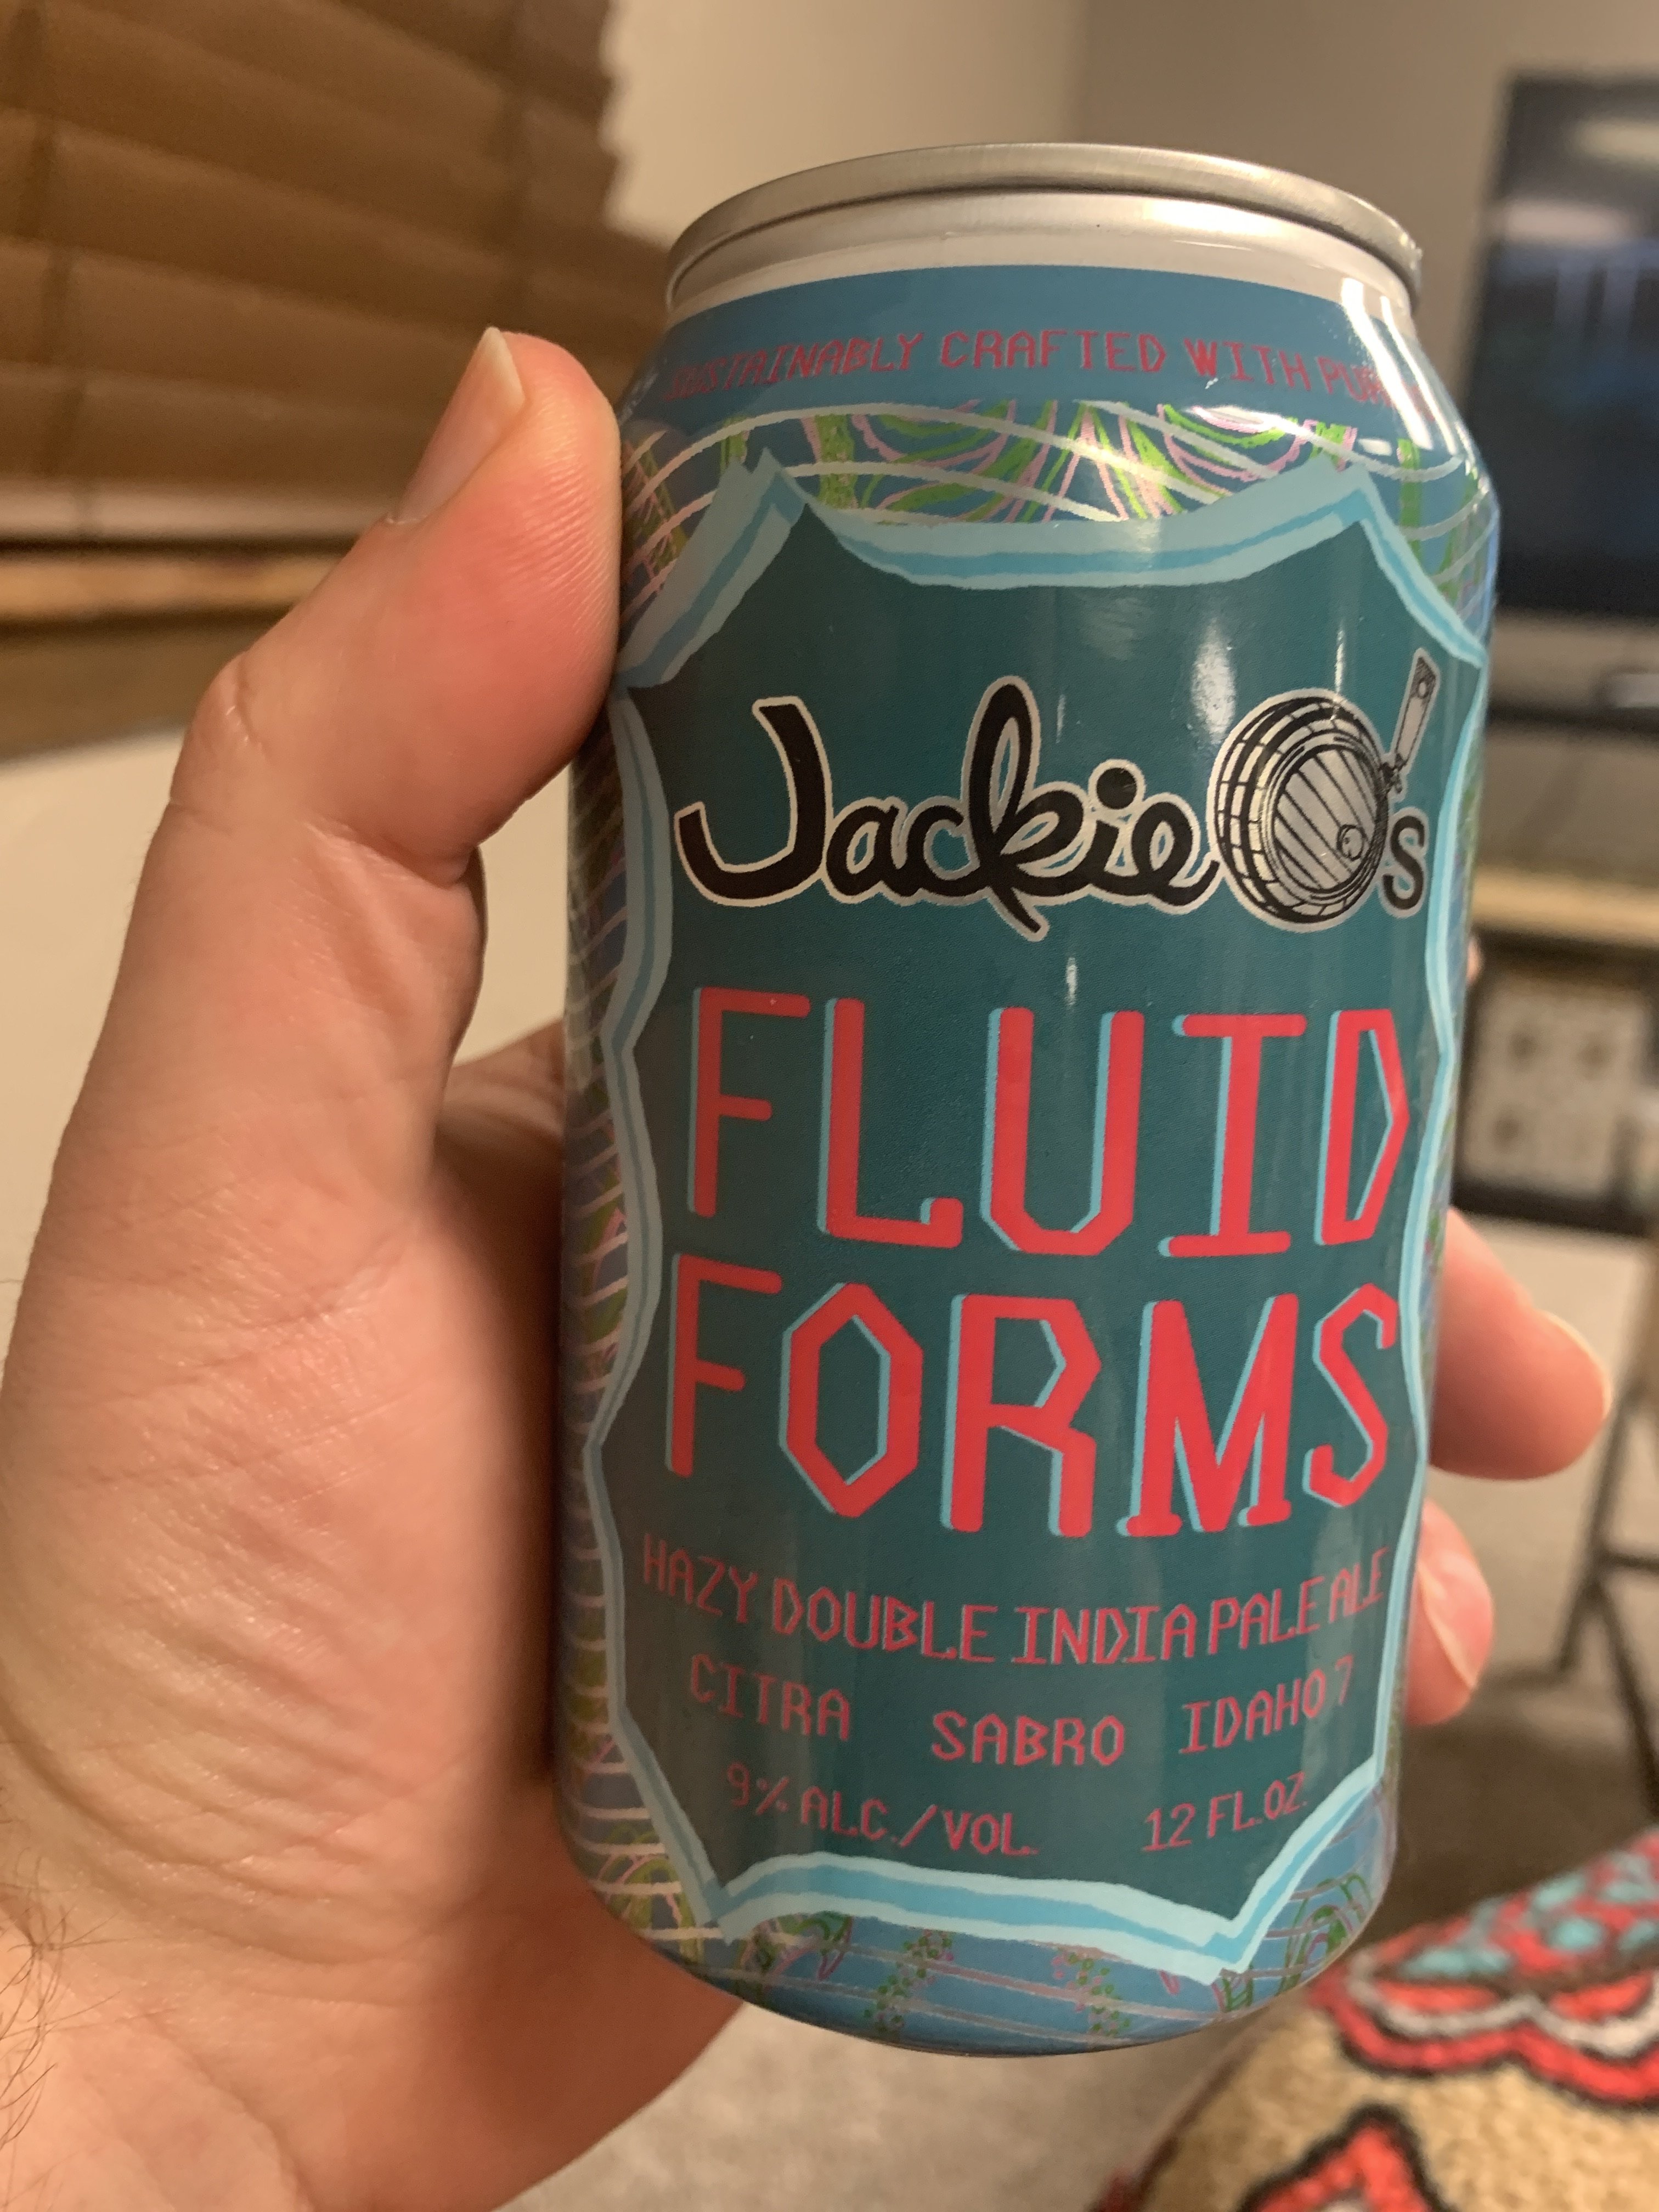 SUSTAINABLY CRAFTED WITH
Jackie O's
FLUID
FORMS
HAZY DOUBLE INDIA PALE ALE
CITRA SABRO IDAHO 7
9% ALC./VOL. 12 FL.OZ.